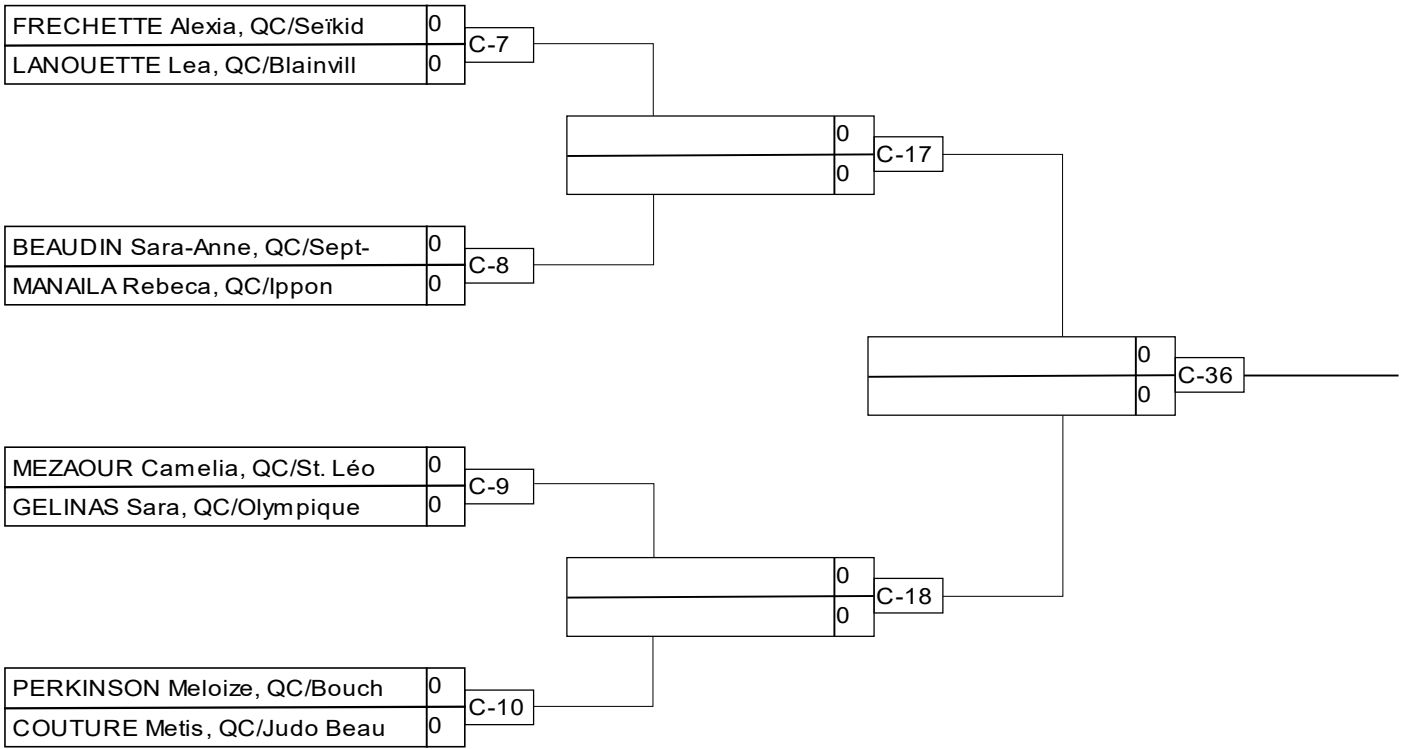 FRECHETTE Alexia, QC/Seïkid 0
C-7
LANOUETTE Lea, QC/Blainvill 0
0
C-17
0
BEAUDIN Sara-Anne, QC/Sept- 0
C-8
MANAILA Rebeca, QC/Ippon 0
0
C-36
0
MEZAOUR Camelia, QC/St. Léo 0
C-9
GELINAS Sara, QC/Olympique 0
0
C-18
0
PERKINSON Meloize, QC/Bouch 0
C-10
COUTURE Metis, QC/Judo Beau 0